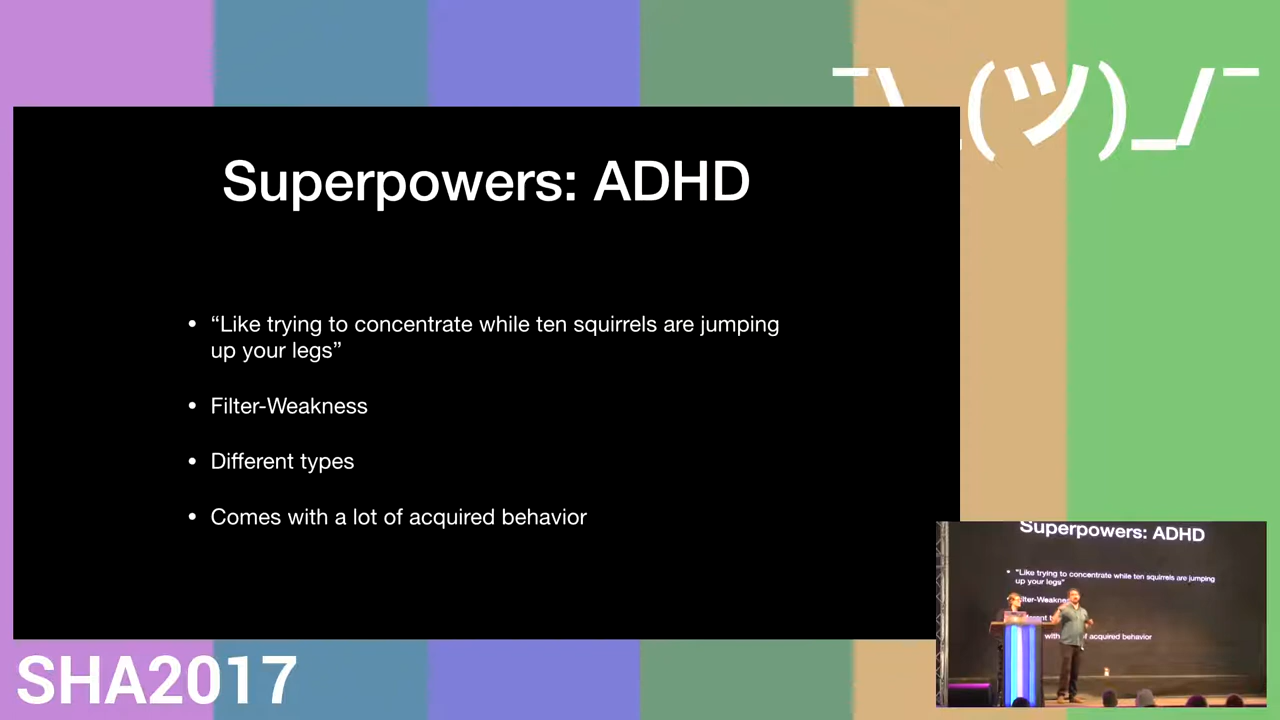 ¯\_(ツ)_/¯
Superpowers: ADHD
• “Like trying to concentrate while ten squirrels are jumping
up your legs”
• Filter-Weakness
• Different types
• Comes with a lot of acquired behavior
SHA2017
Superpowers: ADHD
• “Like trying to concentrate while ten squirrels are jumping
up your legs”
acquired behavior